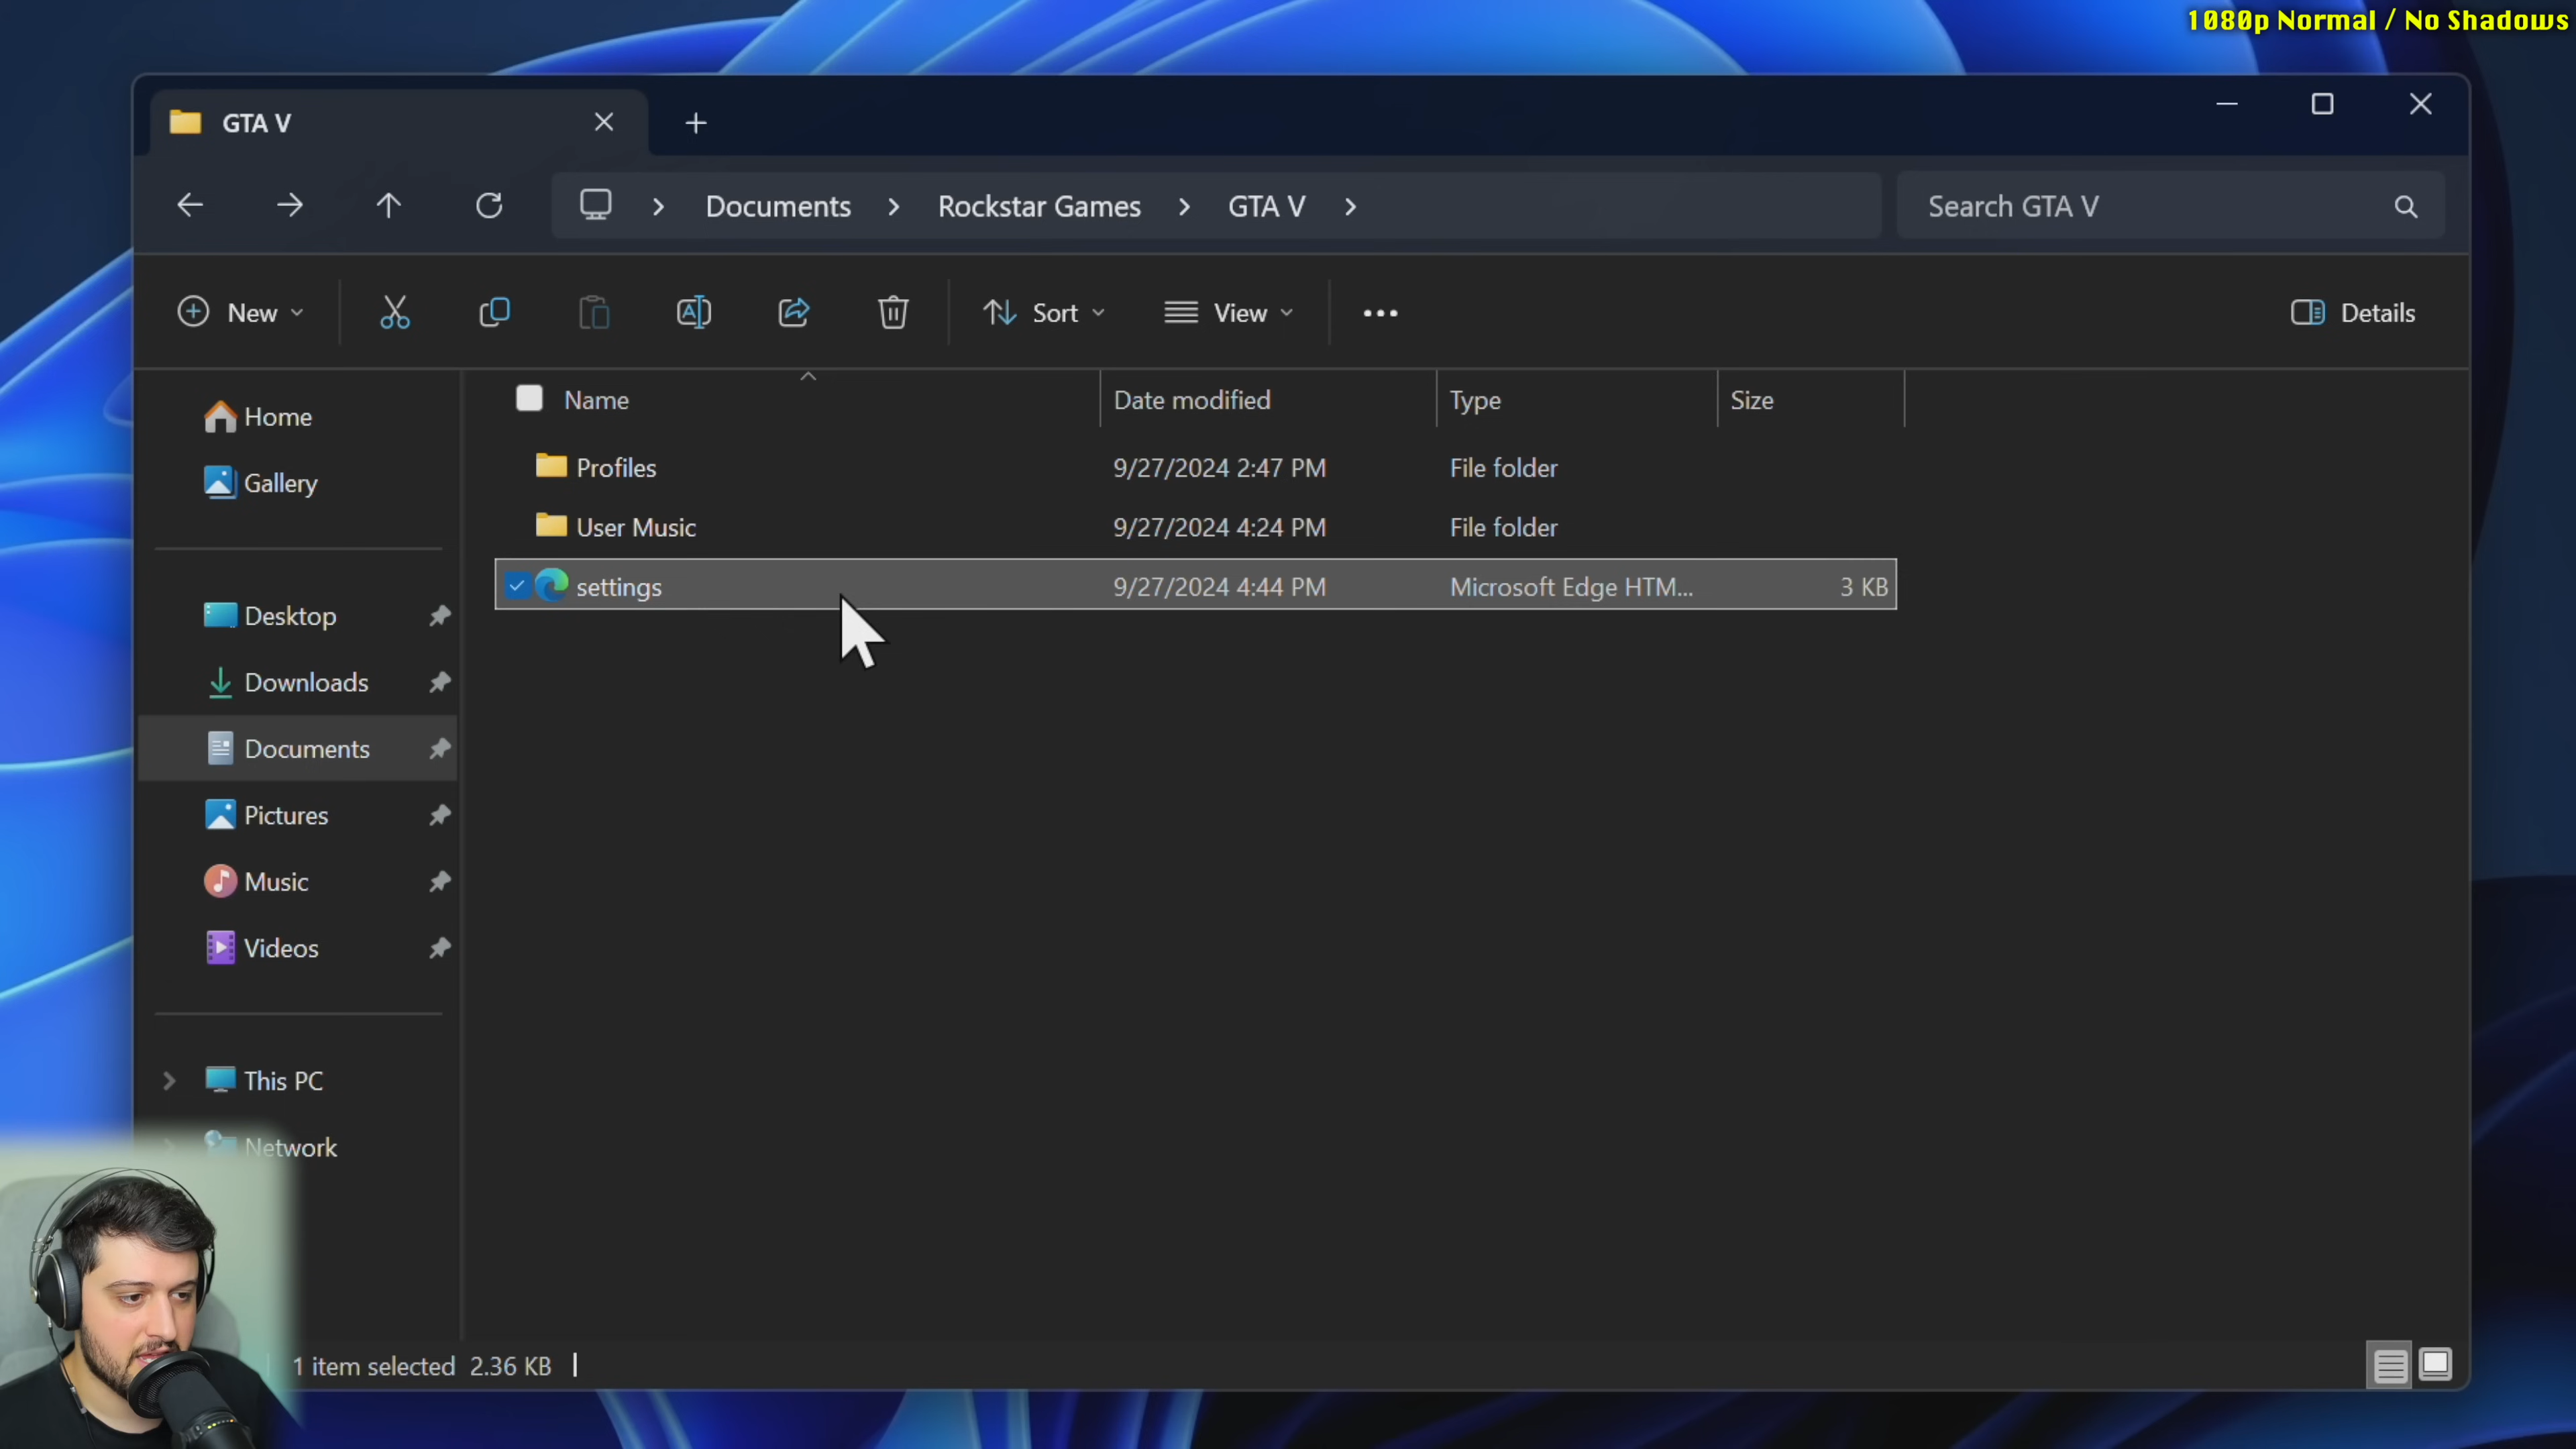 1080p Normal / No Shadows
GTA V
Documents
Rockstar Games
GTA V
Search GTA V
New
Sort
View
Details
Name
Date modified
Type
Size
Home
Gallery
Desktop
Downloads
Documents
Pictures
Music
Videos
This PC
Network
Profiles 9/27/2024 2:47 PM File folder
User Music 9/27/2024 4:24 PM File folder
settings 9/27/2024 4:44 PM Microsoft Edge HTM... 3 KB
1 item selected 2.36 KB